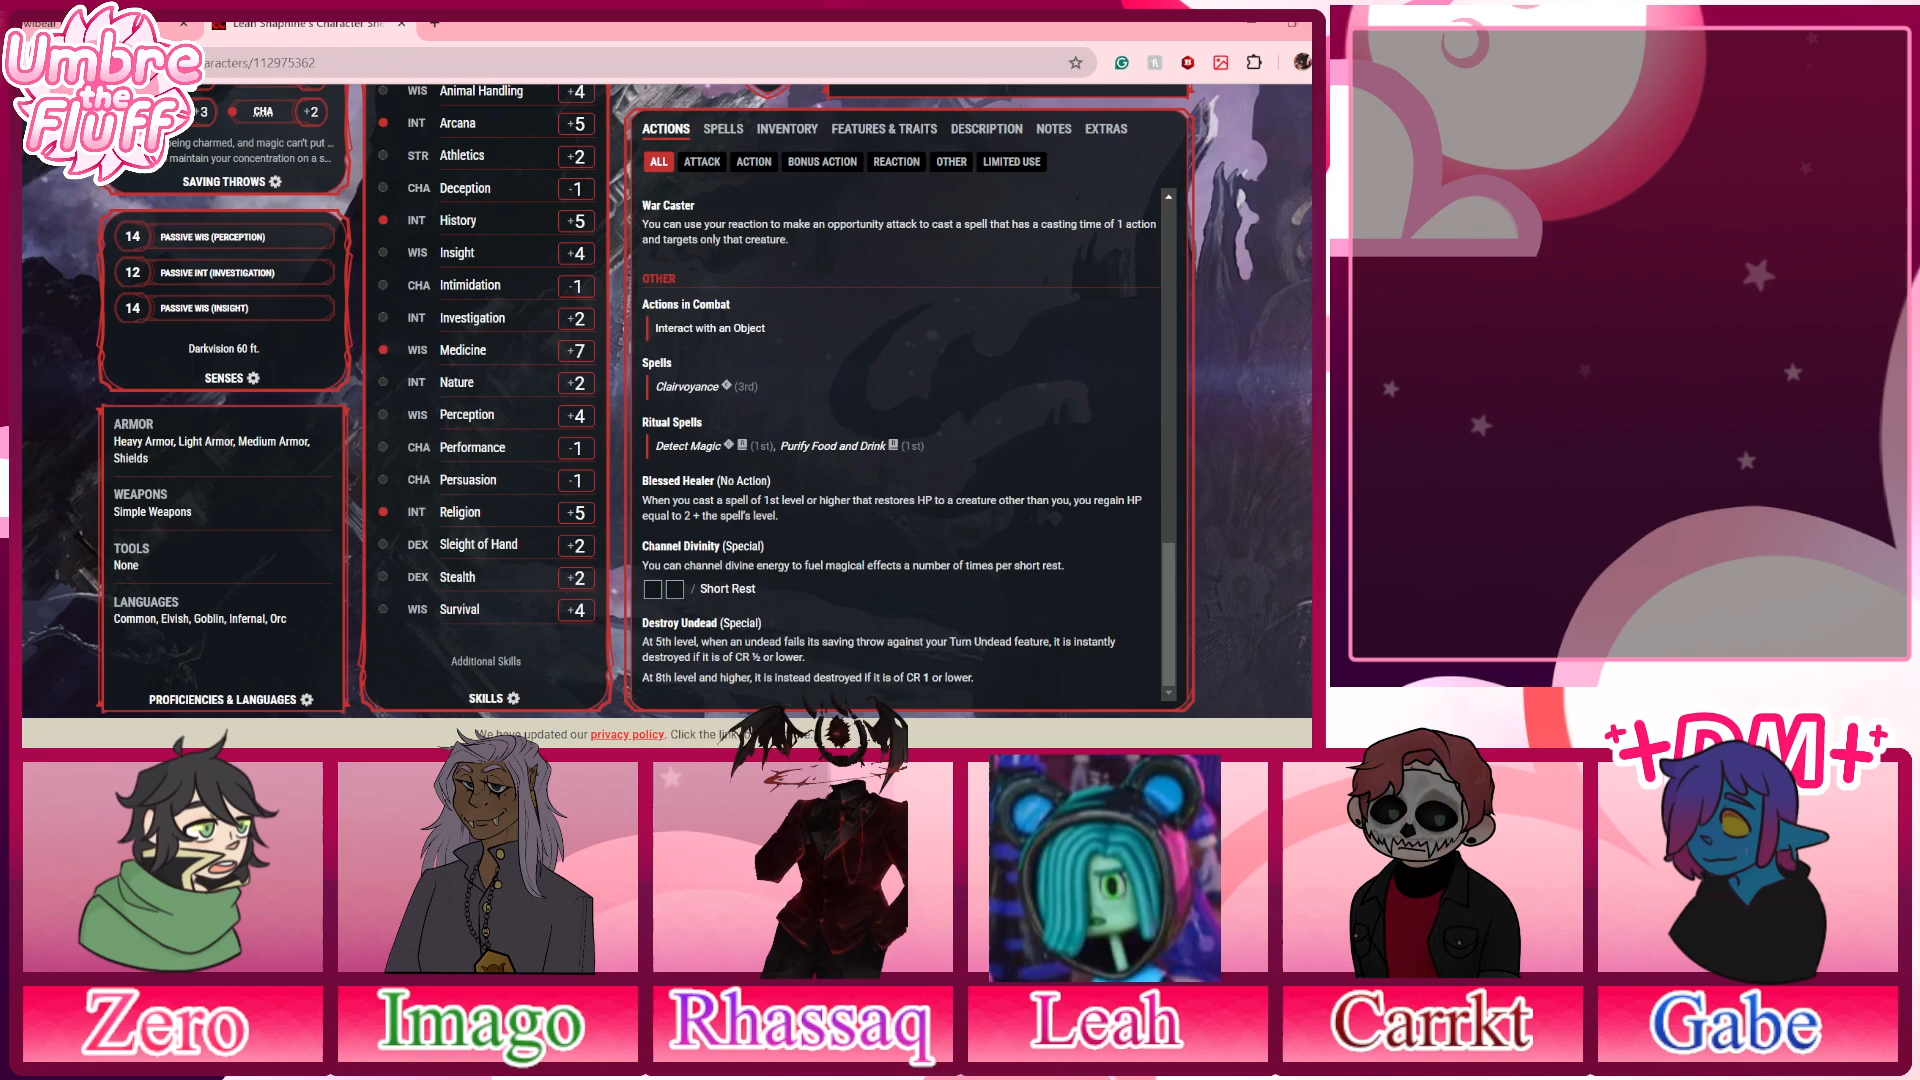 Umbre
the
Fluff
Leah Shaphine's Character She
aracters/112975362
+3 CHA +2
being charmed, and magic can't put ...
maintain your concentration on a s...
SAVING THROWS
14 PASSIVE WIS (PERCEPTION)
12 PASSIVE INT (INVESTIGATION)
14 PASSIVE WIS (INSIGHT)
Darkvision 60 ft.
SENSES
ARMOR
Heavy Armor, Light Armor, Medium Armor,
Shields
WEAPONS
Simple Weapons
TOOLS
None
LANGUAGES
Common, Elvish, Goblin, Infernal, Orc
PROFICIENCIES & LANGUAGES
WIS Animal Handling +4
INT Arcana +5
STR Athletics +2
CHA Deception -1
INT History +5
WIS Insight +4
CHA Intimidation -1
INT Investigation +2
WIS Medicine +7
INT Nature +2
WIS Perception +4
CHA Performance -1
CHA Persuasion -1
INT Religion +5
DEX Sleight of Hand +2
DEX Stealth +2
WIS Survival +4
Additional Skills
SKILLS
ACTIONS SPELLS INVENTORY FEATURES & TRAITS DESCRIPTION NOTES EXTRAS
ALL ATTACK ACTION BONUS ACTION REACTION OTHER LIMITED USE
War Caster
You can use your reaction to make an opportunity attack to cast a spell that has a casting time of 1 action
and targets only that creature.
OTHER
Actions in Combat
Interact with an Object
Spells
Clairvoyance (3rd)
Ritual Spells
Detect Magic (1st), Purify Food and Drink (1st)
Blessed Healer (No Action)
When you cast a spell of 1st level or higher that restores HP to a creature other than you, you regain HP
equal to 2 + the spell's level.
Channel Divinity (Special)
You can channel divine energy to fuel magical effects a number of times per short rest.
/ Short Rest
Destroy Undead (Special)
At 5th level, when an undead fails its saving throw against your Turn Undead feature, it is instantly
destroyed if it is of CR ½ or lower.
At 8th level and higher, it is instead destroyed if it is of CR 1 or lower.
We have updated our privacy policy. Click the link
DM
Zero
Imago
Rhassaq
Leah
Carrkt
Gabe